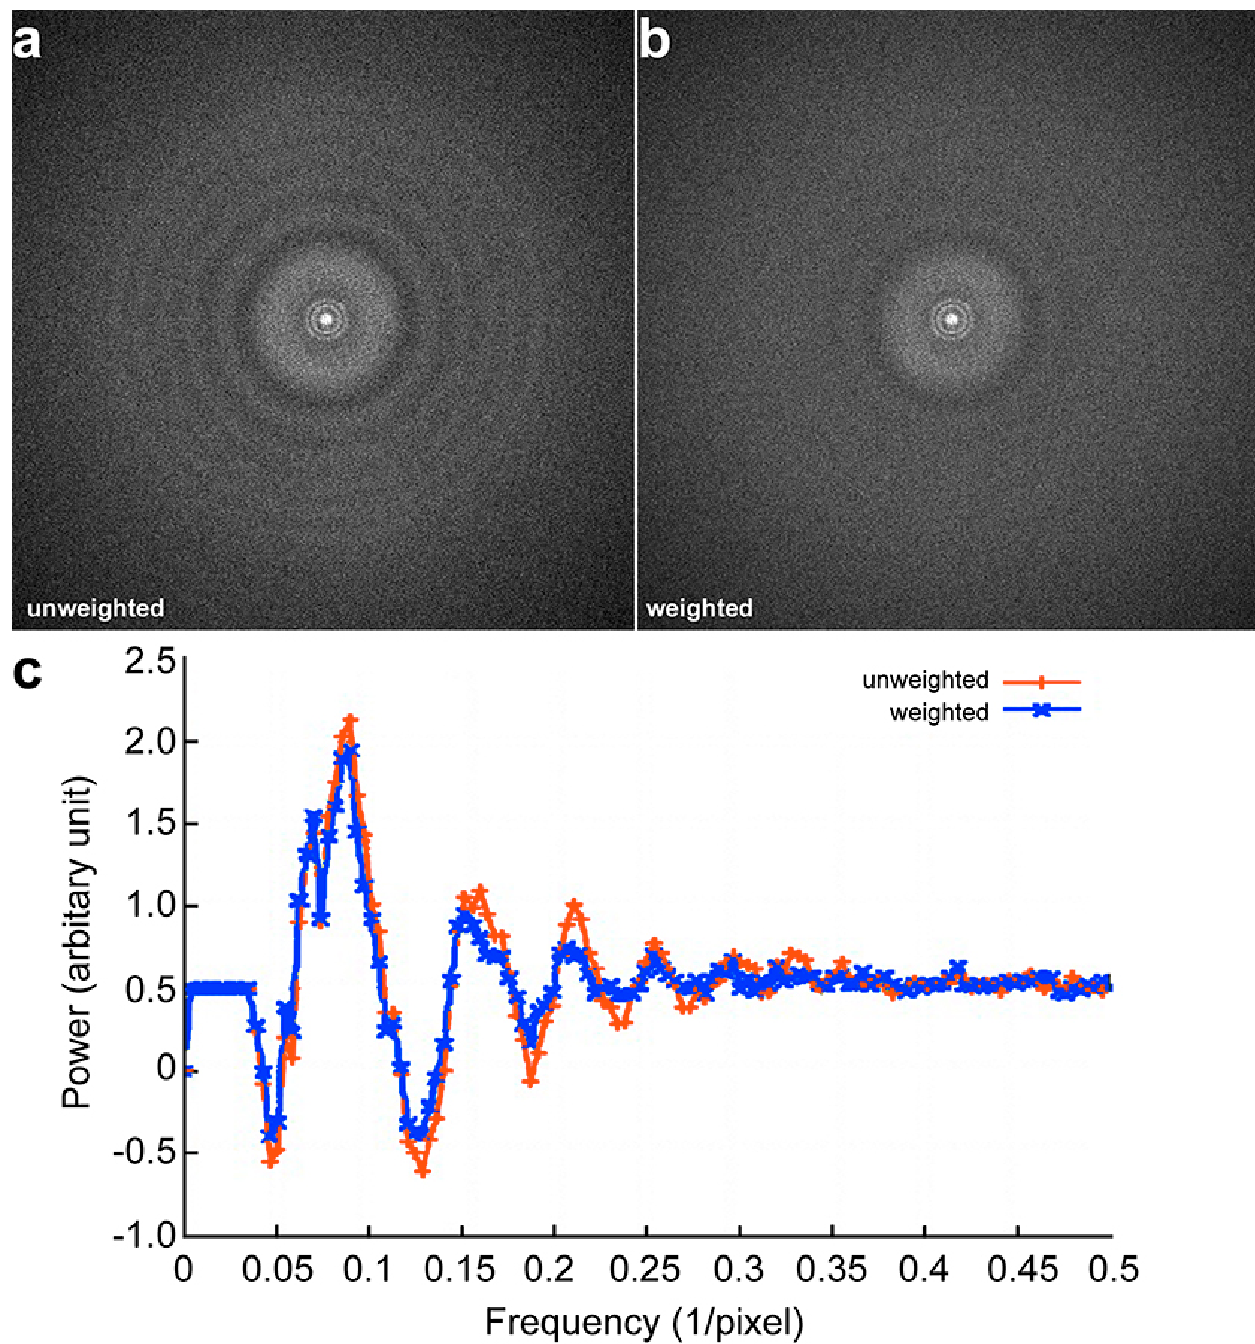 a
b
unweighted
weighted
c
unweighted
weighted
2.5
2.0
1.5
1.0
0.5
0
-0.5
-1.0
Power (arbitary unit)
0 0.05 0.1 0.15 0.2 0.25 0.3 0.35 0.4 0.45 0.5
Frequency (1/pixel)